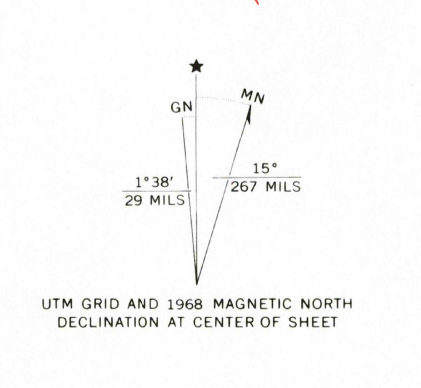 GN
MN
1°38'
29 MILS
15°
267 MILS
UTM GRID AND 1968 MAGNETIC NORTH
DECLINATION AT CENTER OF SHEET